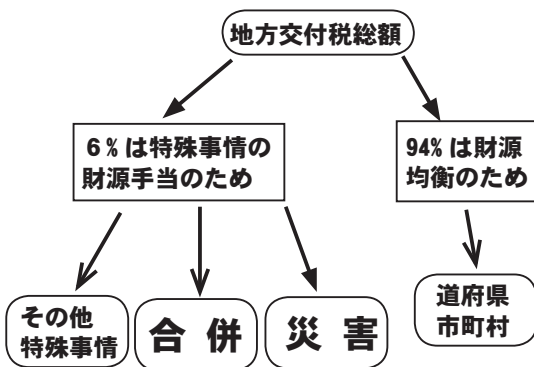 地方交付税総額
6%は特殊事情の
財源手当のため
94%は財源
均衡のため
その他
特殊事情
合併
災害
道府県
市町村